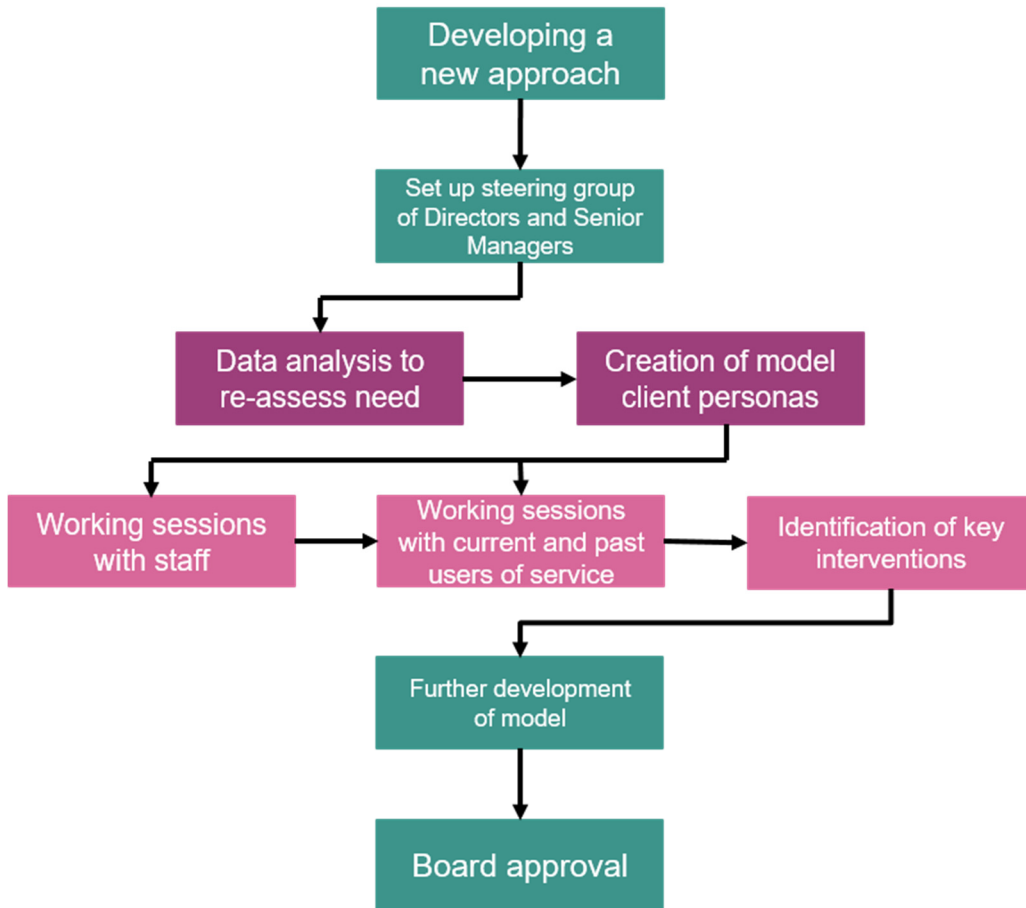 Developing a
new approach
Set up steering group
of Directors and Senior
Managers
Data analysis to
re-assess need
Creation of model
client personas
Working sessions
with staff
Working sessions
with current and past
users of service
Identification of key
interventions
Further development
of model
Board approval